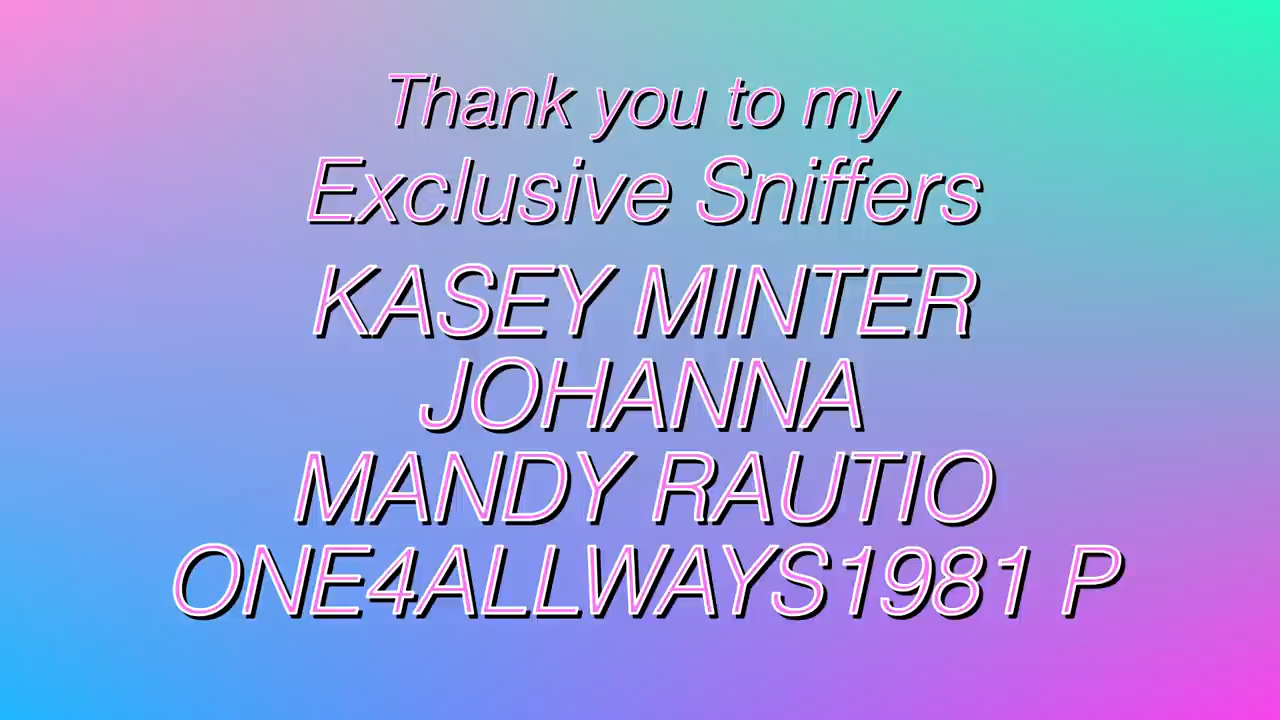 Thank you to my
Exclusive Sniffers
KASEY MINTER
JOHANNA
MANDY RAUTIO
ONE4ALLWAYS1981 P